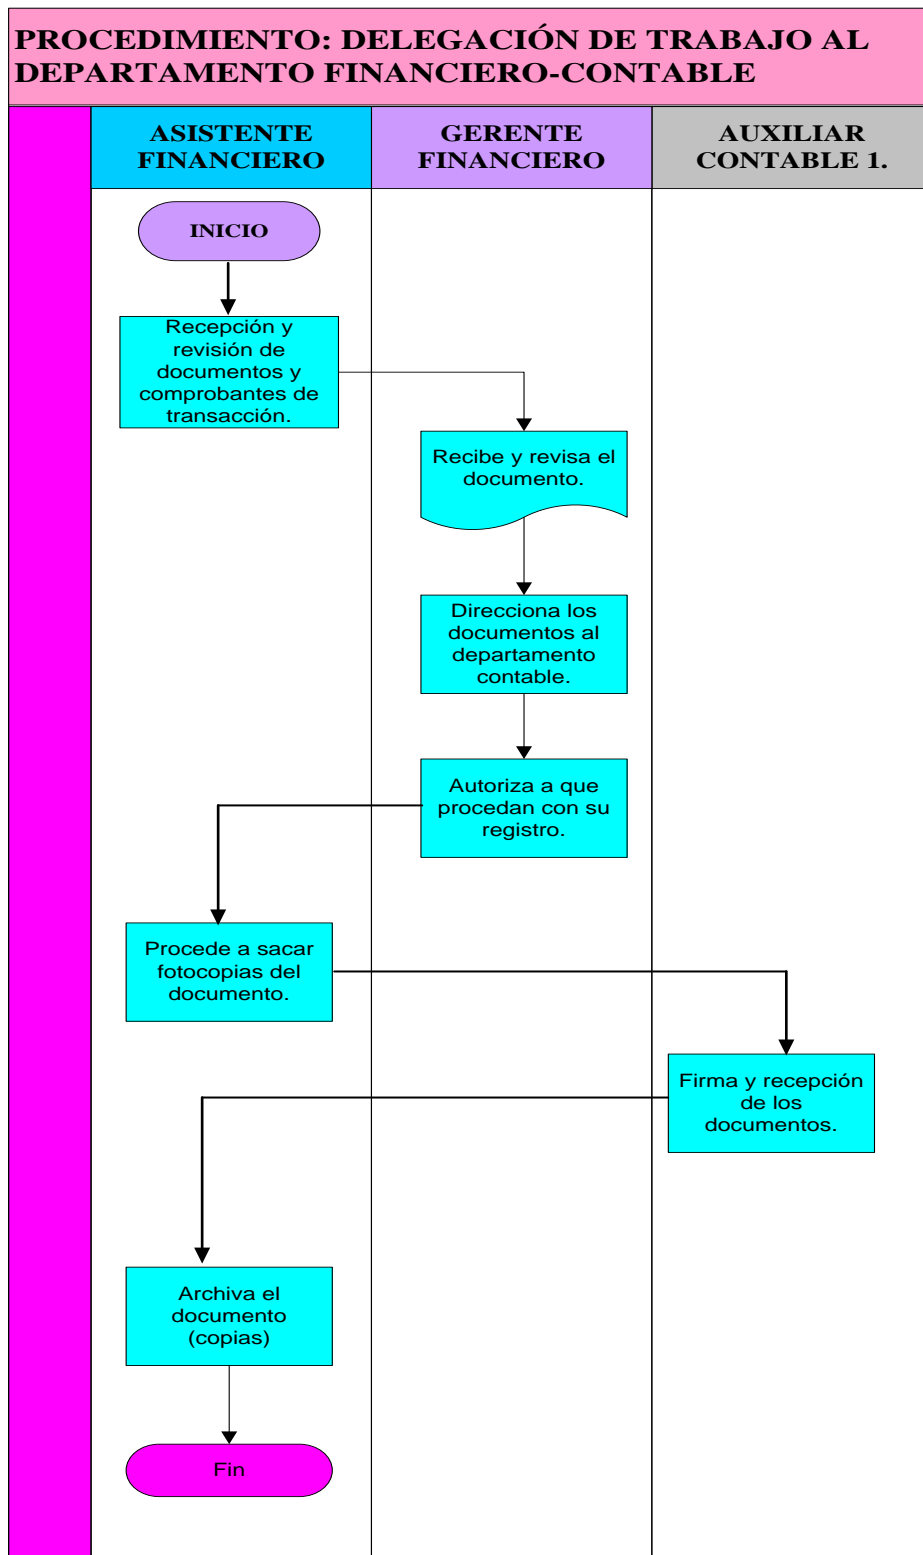 PROCEDIMIENTO: DELEGACIÓN DE TRABAJO AL
DEPARTAMENTO FINANCIERO-CONTABLE
ASISTENTE
FINANCIERO
GERENTE
FINANCIERO
AUXILIAR
CONTABLE 1.
INICIO
Recepción y
revisión de
documentos y
comprobantes de
transacción.
Recibe y revisa el
documento.
Direcciona los
documentos al
departamento
contable.
Autoriza a que
procedan con su
registro.
Procede a sacar
fotocopias del
documento.
Firma y recepción
de los
documentos.
Archiva el
documento
(copias)
Fin